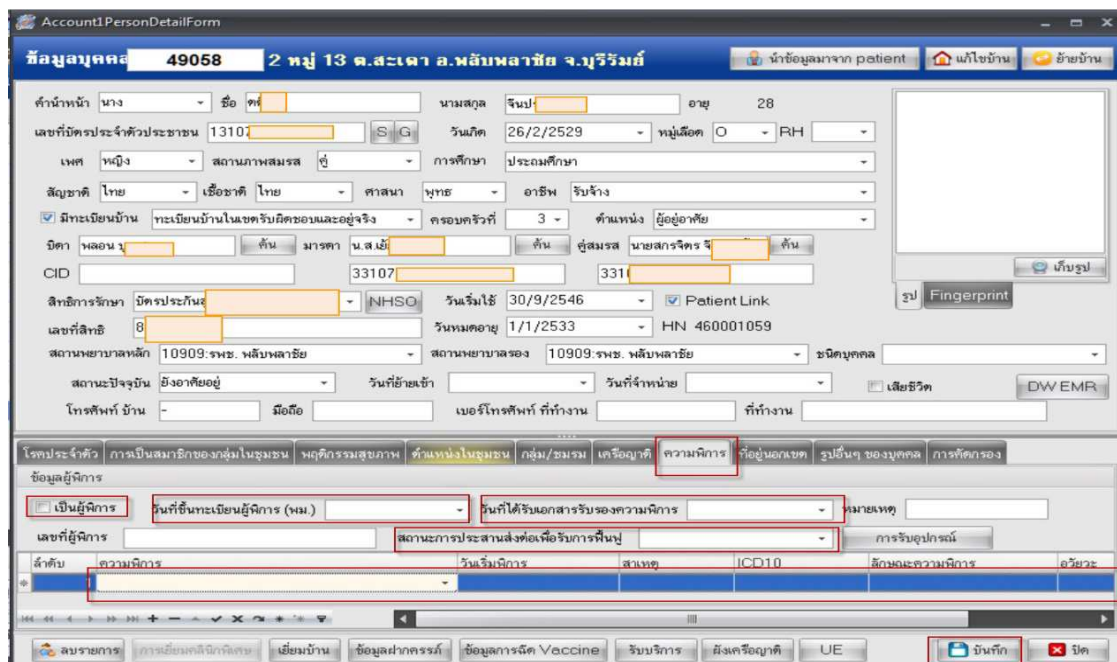 Account1PersonDetailForm
ข้อมูลบุคคล 49058 2 หมู่ 13 ต.สะเดา อ.พลับพลาชัย จ.บุรีรัมย์ นำข้อมูลมาจาก patient แก้ไขบ้าน ย้ายบ้าน
คำนำหน้า นาง ชื่อ นามสกุล จีนป อายุ 28
เลขที่บัตรประจำตัวประชาชน 13107 S G วันเกิด 26/2/2529 หมู่เลือด O RH
เพศ หญิง สถานภาพสมรส คู่ การศึกษา ประถมศึกษา
สัญชาติ ไทย เชื้อชาติ ไทย ศาสนา พุทธ อาชีพ รับจ้าง
มีทะเบียนบ้าน ทะเบียนบ้านในเขตรับผิดชอบและอยู่จริง ครอบครัวที่ 3 ตำแหน่ง ผู้อยู่อาศัย
บิดา พลอน ค้น มารดา น.ส.เย้ ค้น คู่สมรส นายสกรจิตร จี ค้น
CID 33107 331 เก็บรูป
รูป Fingerprint
สิทธิการรักษา บัตรประกันสุ NHSO วันเริ่มใช้ 30/9/2546 Patient Link
เลขที่สิทธิ 8 วันหมดอายุ 1/1/2533 HN 460001059
สถานพยาบาลหลัก 10909:รพช. พลับพลาชัย สถานพยาบาลรอง 10909:รพช. พลับพลาชัย ชนิดบุคคล
สถานะปัจจุบัน ยังอาศัยอยู่ วันที่ย้ายเข้า วันที่จำหน่าย เสียชีวิต DW EMR
โทรศัพท์ บ้าน - มือถือ เบอร์โทรศัพท์ ที่ทำงาน ที่ทำงาน
โรคประจำตัว การเป็นสมาชิกของกลุ่มในชุมชน พฤติกรรมสุขภาพ ตำแหน่งในชุมชน กลุ่ม/ชมรม เครือญาติ ความพิการ ที่อยู่นอกเขต รูปอื่นๆ ของบุคคล การคัดกรอง
ข้อมูลผู้พิการ
เป็นผู้พิการ วันที่ขึ้นทะเบียนผู้พิการ (พม.) วันที่ได้รับเอกสารรับรองความพิการ หมายเหตุ
เลขที่ผู้พิการ สถานะการประสานส่งต่อเพื่อรับการฟื้นฟู การรับอุปกรณ์
ลำดับ ความพิการ วันเริ่มพิการ สาเหตุ ICD10 ลักษณะความพิการ อวัยวะ
ลบรายการ การเยี่ยมคลินิกพิเศษ เยี่ยมบ้าน ข้อมูลฝากครรภ์ ข้อมูลการฉีด Vaccine รับบริการ ผังเครือญาติ UE บันทึก ปิด